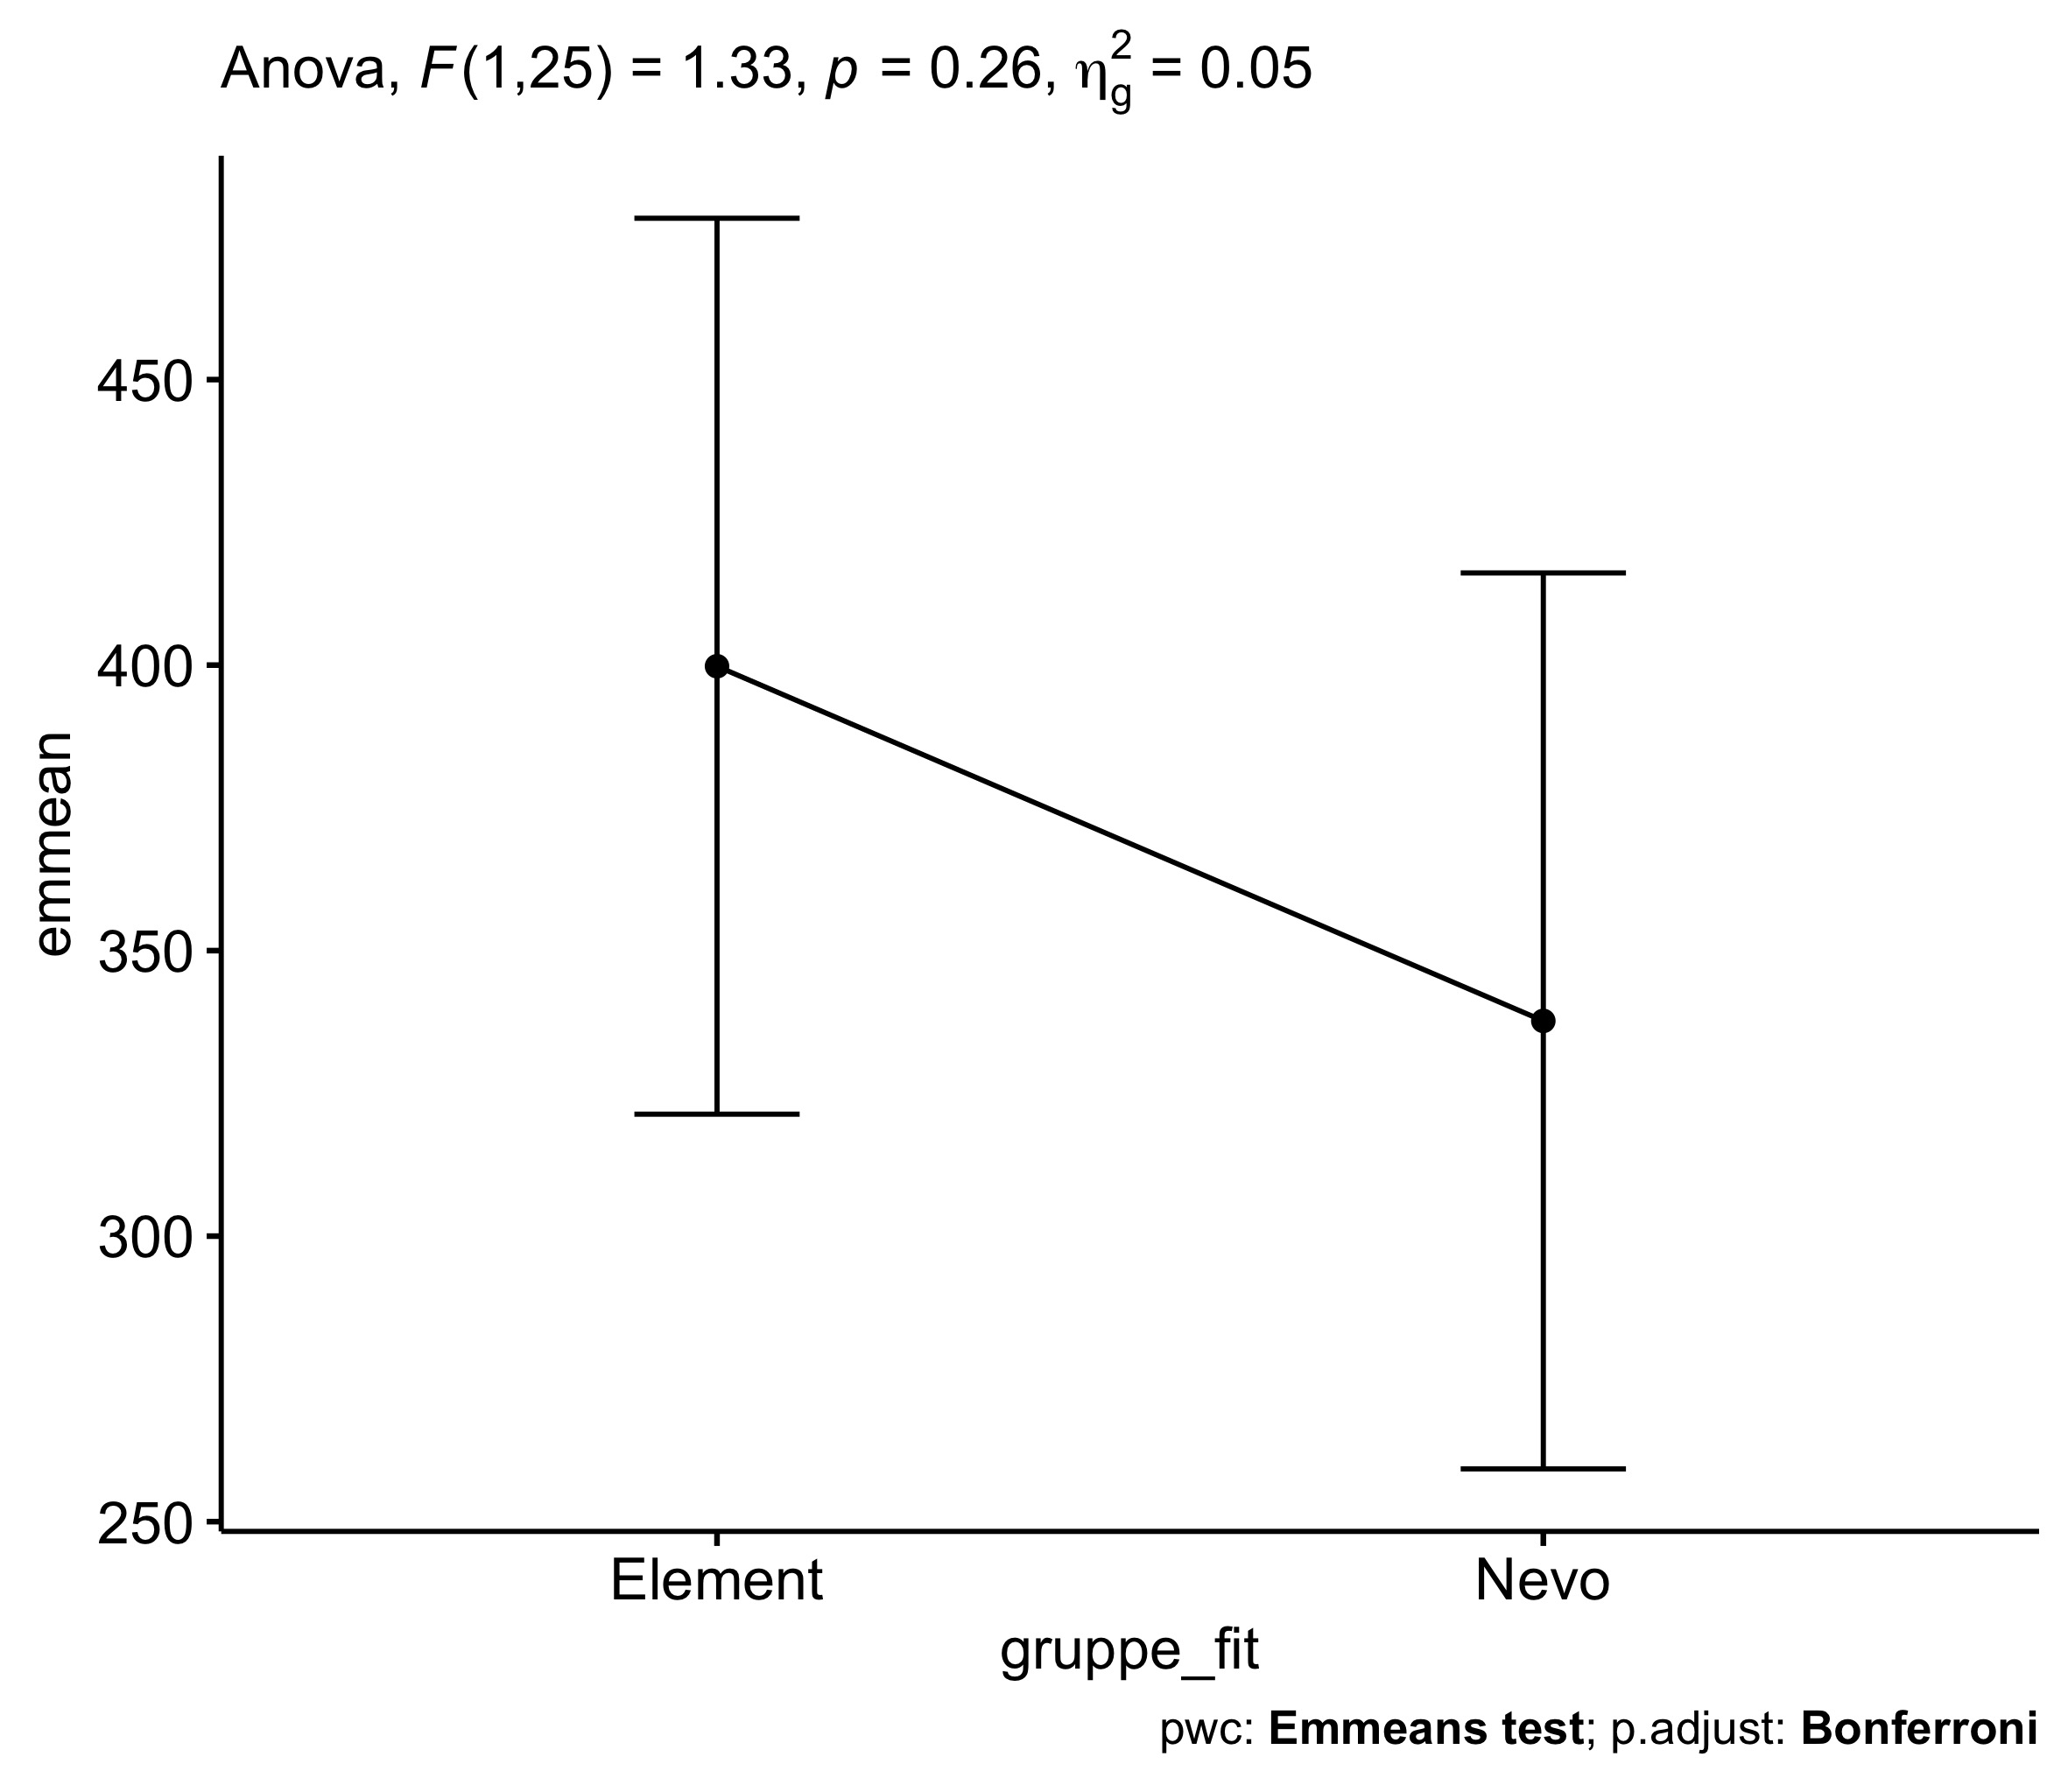 Anova, F(1,25) = 1.33, p = 0.26, η²g = 0.05
emmean
450
400
350
300
250
Element Nevo
gruppe_fit
pwc: Emmeans test; p.adjust: Bonferroni